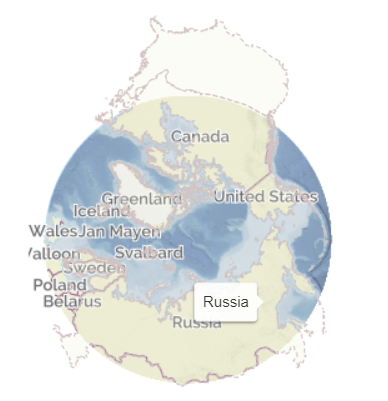 Canada
Greenland
United States
Iceland
Wales
Jan Mayen
Svalbard
Sweden
Poland
Belarus
Russia
Russia